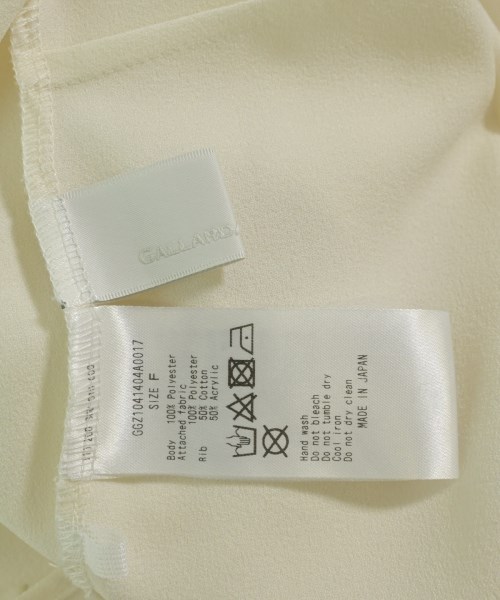 GGZ1041404A0017
SIZE F
Body 100% Polyester
Attached fabric
100% Polyester
Rib 50% Cotton
50% Acrylic
Hand wash
Do not bleach
Do not tumble dry
Cool iron
Do not dry clean
MADE IN JAPAN